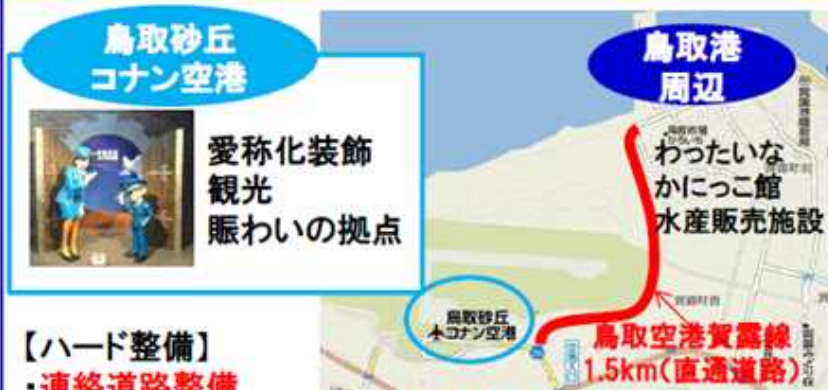 鳥取砂丘
コナン空港
愛称化装飾
観光
賑わいの拠点
鳥取港
周辺
わったいな
かにっこ館
水産販売施設
鳥取砂丘
コナン空港
鳥取空港賀露線
1.5km(直通道路)
【ハード整備】
・連絡道路整備